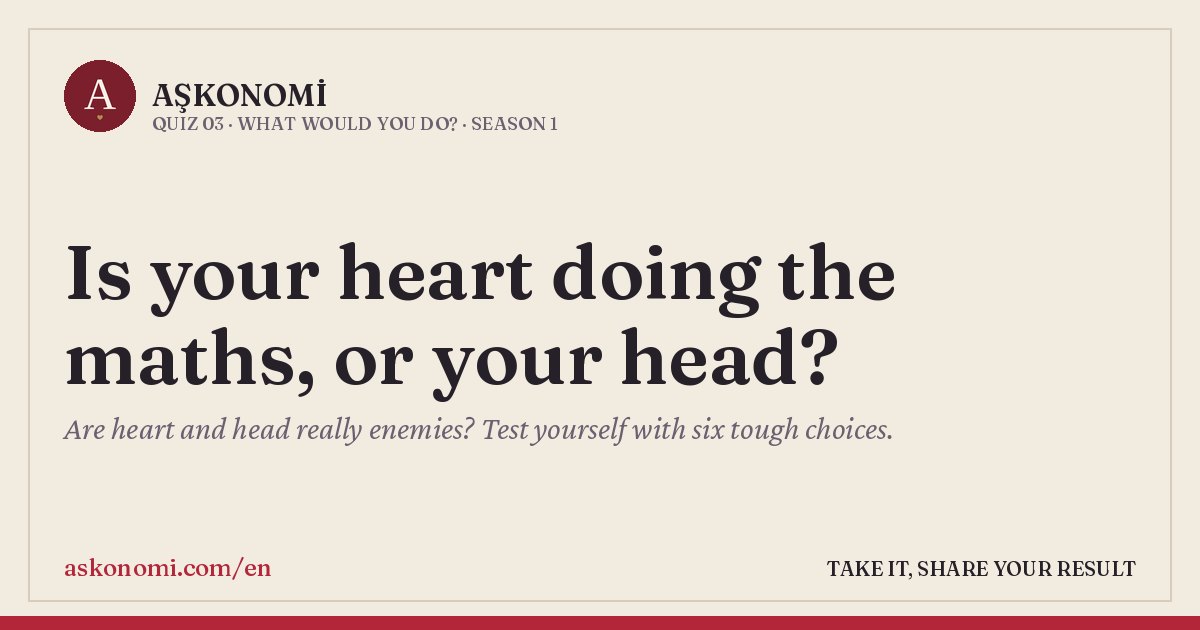 A
AŞKONOMİ
QUIZ 03 · WHAT WOULD YOU DO? · SEASON 1
Is your heart doing the
maths, or your head?
Are heart and head really enemies? Test yourself with six tough choices.
askonomi.com/en
TAKE IT, SHARE YOUR RESULT